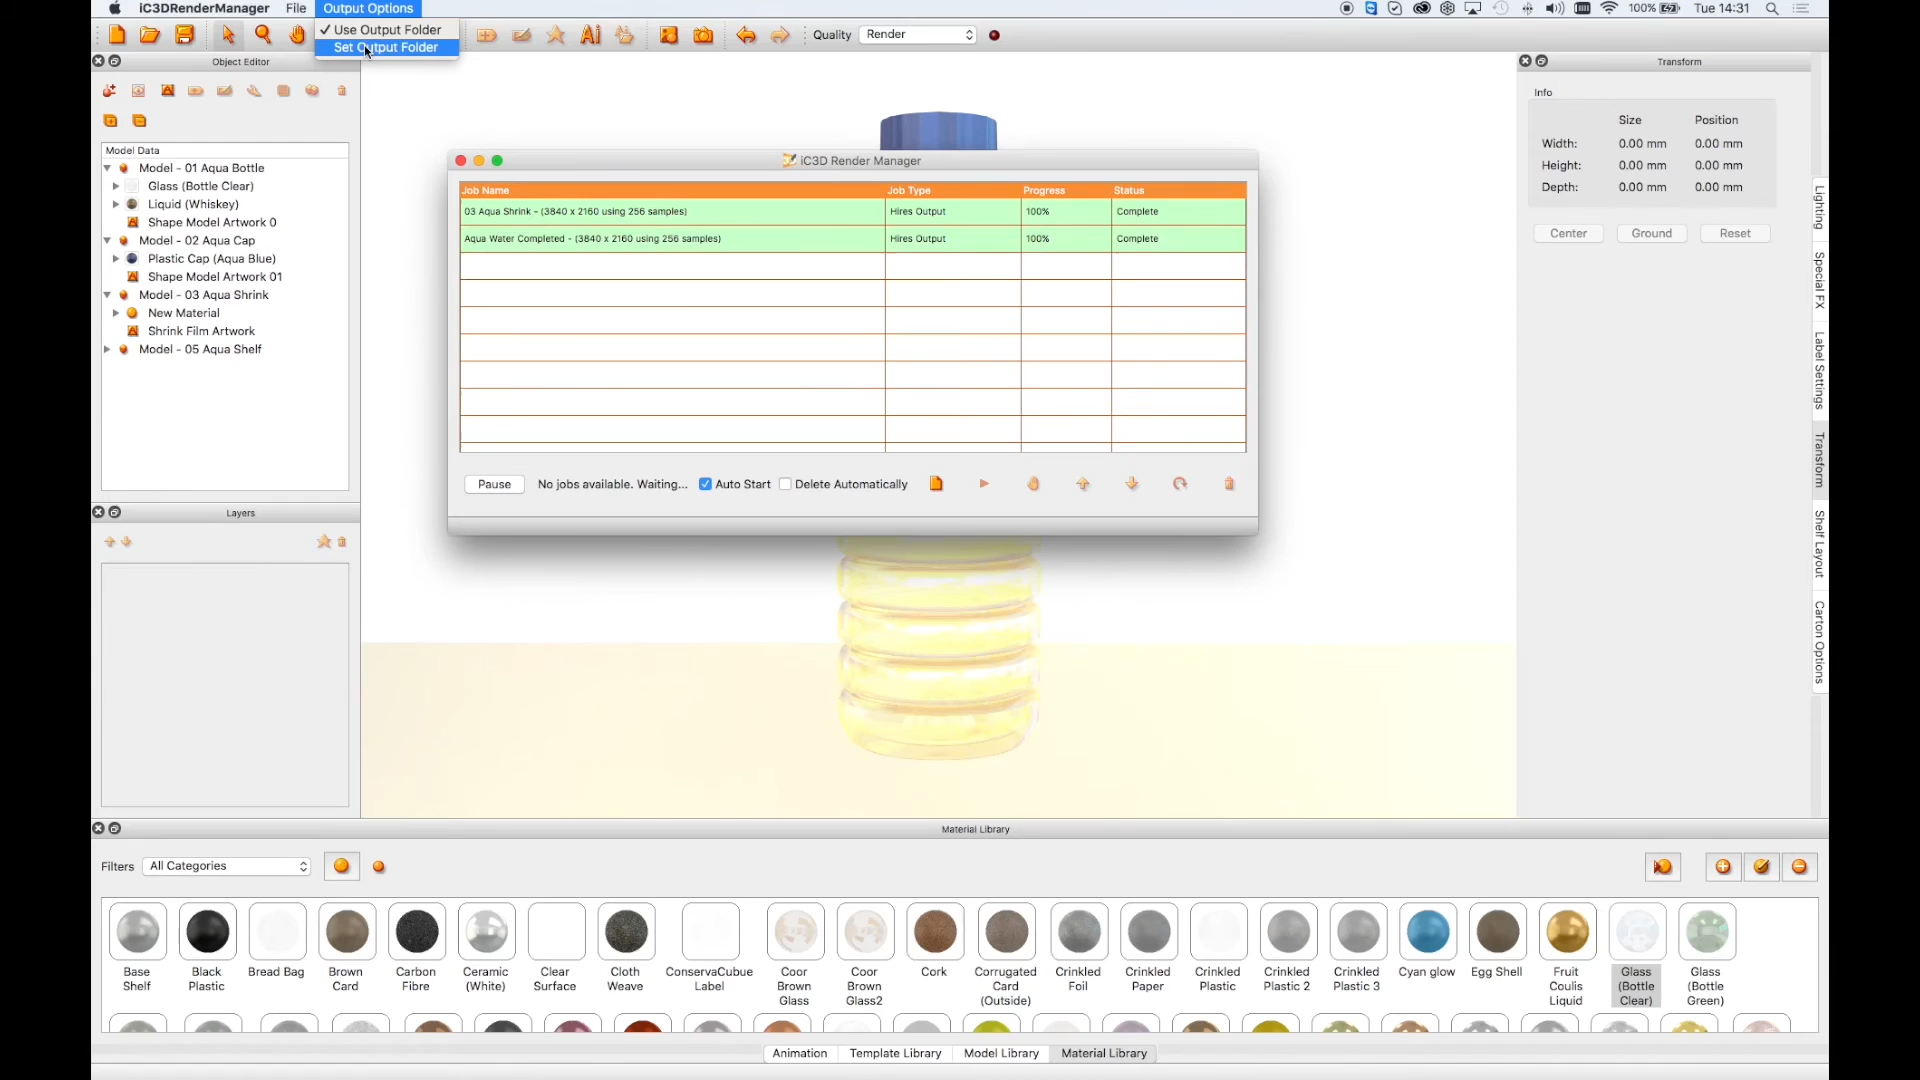 iC3DRenderManager File Output Options 100% Tue 14:31
✓ Use Output Folder
Set Output Folder
Quality Render
Object Editor
Model Data
Model - 01 Aqua Bottle
Glass (Bottle Clear)
Liquid (Whiskey)
Shape Model Artwork 0
Model - 02 Aqua Cap
Plastic Cap (Aqua Blue)
Shape Model Artwork 01
Model - 03 Aqua Shrink
New Material
Shrink Film Artwork
Model - 05 Aqua Shelf
Layers
iC3D Render Manager
Job Name Job Type Progress Status
03 Aqua Shrink - (3840 x 2160 using 256 samples) Hires Output 100% Complete
Aqua Water Completed - (3840 x 2160 using 256 samples) Hires Output 100% Complete
Pause No jobs available. Waiting... Auto Start Delete Automatically
Transform
Info
Size Position
Width: 0.00 mm 0.00 mm
Height: 0.00 mm 0.00 mm
Depth: 0.00 mm 0.00 mm
Center Ground Reset
Lighting
Special FX
Label Settings
Transform
Shelf Layout
Carton Options
Material Library
Filters All Categories
Base Shelf
Black Plastic
Bread Bag
Brown Card
Carbon Fibre
Ceramic (White)
Clear Surface
Cloth Weave
ConservaCubue Label
Coor Brown Glass
Coor Brown Glass2
Cork
Corrugated Card (Outside)
Crinkled Foil
Crinkled Paper
Crinkled Plastic
Crinkled Plastic 2
Crinkled Plastic 3
Cyan glow
Egg Shell
Fruit Coulis Liquid
Glass (Bottle Clear)
Glass (Bottle Green)
Animation Template Library Model Library Material Library